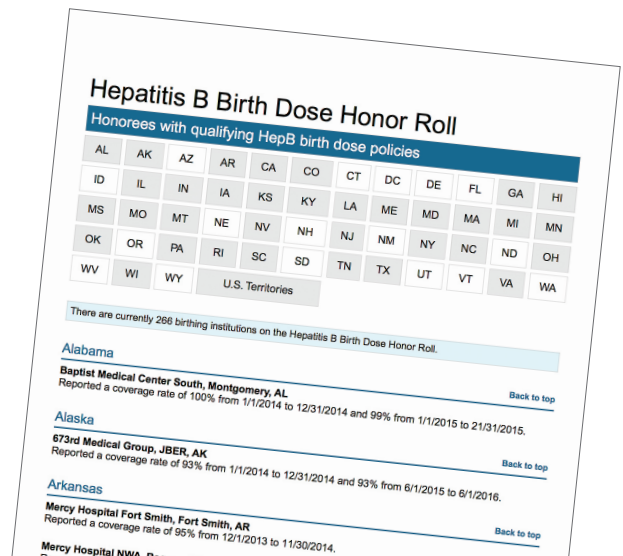 Hepatitis B Birth Dose Honor Roll
Honorees with qualifying HepB birth dose policies
AL AK AZ AR CA CO CT DC DE FL GA HI
ID IL IN IA KS KY LA ME MD MA MI MN
MS MO MT NE NV NH NJ NM NY NC ND OH
OK OR PA RI SC SD TN TX UT VT VA WA
WV WI WY U.S. Territories
There are currently 266 birthing institutions on the Hepatitis B Birth Dose Honor Roll.
Alabama
Back to top
Baptist Medical Center South, Montgomery, AL
Reported a coverage rate of 100% from 1/1/2014 to 12/31/2014 and 99% from 1/1/2015 to 21/31/2015.
Alaska
Back to top
673rd Medical Group, JBER, AK
Reported a coverage rate of 93% from 1/1/2014 to 12/31/2014 and 93% from 6/1/2015 to 6/1/2016.
Arkansas
Back to top
Mercy Hospital Fort Smith, Fort Smith, AR
Reported a coverage rate of 95% from 12/1/2013 to 11/30/2014.
Mercy Hospital NWA,